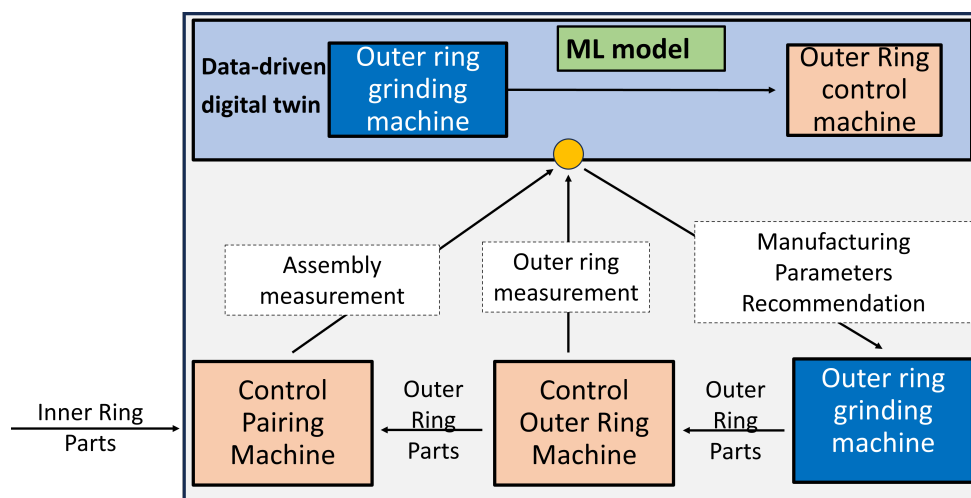 Data-driven
digital twin
Outer ring
grinding
machine
ML model
Outer Ring
control
machine
Assembly
measurement
Outer ring
measurement
Manufacturing
Parameters
Recommendation
Inner Ring
Parts
Control
Pairing
Machine
Outer
Ring
Parts
Control
Outer Ring
Machine
Outer
Ring
Parts
Outer ring
grinding
machine